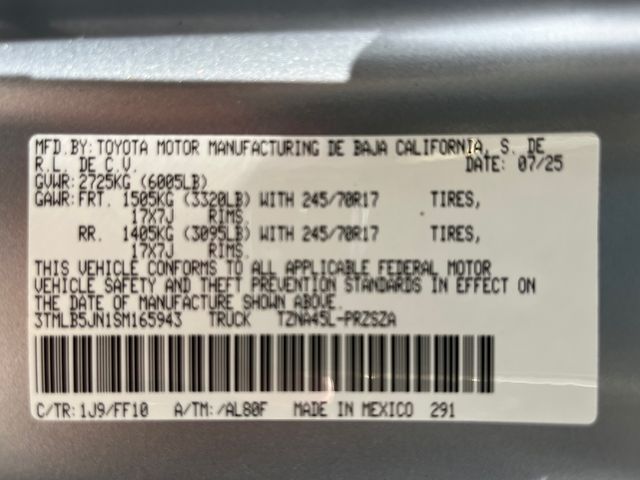 MFD.BY:TOYOTA MOTOR MANUFACTURING DE BAJA CALIFORNIA, S. DE
R.L. DE C.V. DATE: 07/25
GVWR:2725KG (6005LB)
GAWR:FRT. 1505KG (3320LB) WITH 245/70R17 TIRES,
17X7J RIMS.
RR. 1405KG (3095LB) WITH 245/70R17 TIRES,
17X7J RIMS.
THIS VEHICLE CONFORMS TO ALL APPLICABLE FEDERAL MOTOR
VEHICLE SAFETY AND THEFT PREVENTION STANDARDS IN EFFECT ON
THE DATE OF MANUFACTURE SHOWN ABOVE.
3TMLB5JN1SM165943 TRUCK TZNA45L-PRZSZA
C/TR:1J9/FF10 A/TM:/AL80F MADE IN MEXICO 291